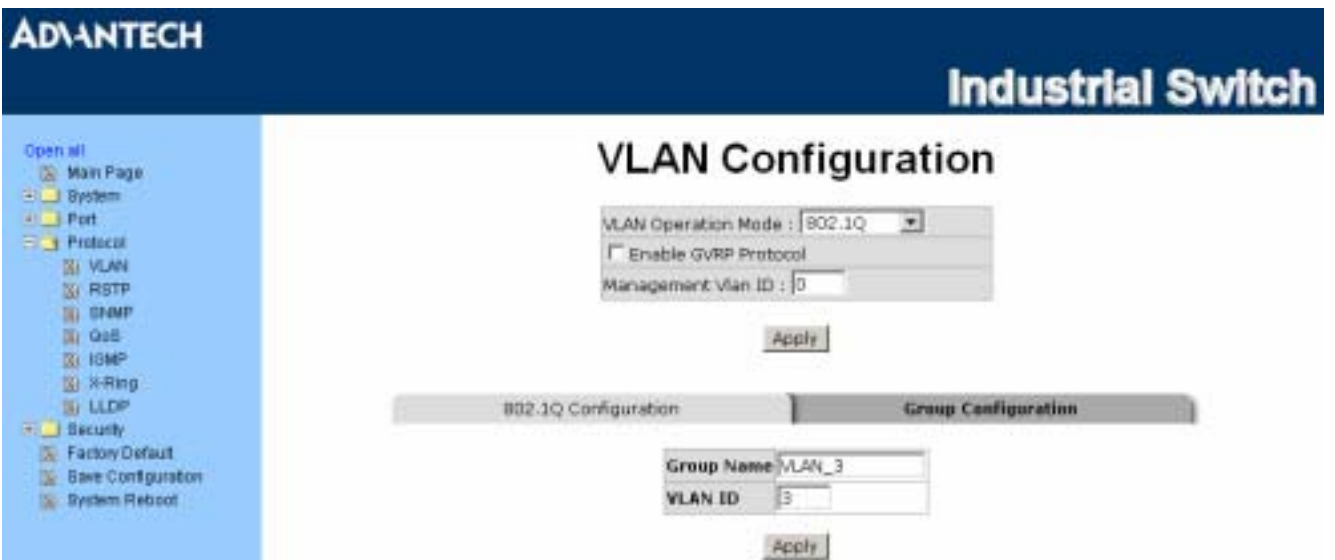 ADVANTECH
Industrial Switch
Open all
Main Page
System
Port
Protocol
VLAN
RSTP
SNMP
QoS
IGMP
X-Ring
LLDP
Security
Factory Default
Save Configuration
System Reboot
VLAN Configuration
VLAN Operation Mode : 802.1Q
Enable GVRP Protocol
Management Vlan ID : 0
Apply
802.1Q Configuration
Group Configuration
Group Name VLAN_3
VLAN ID 3
Apply